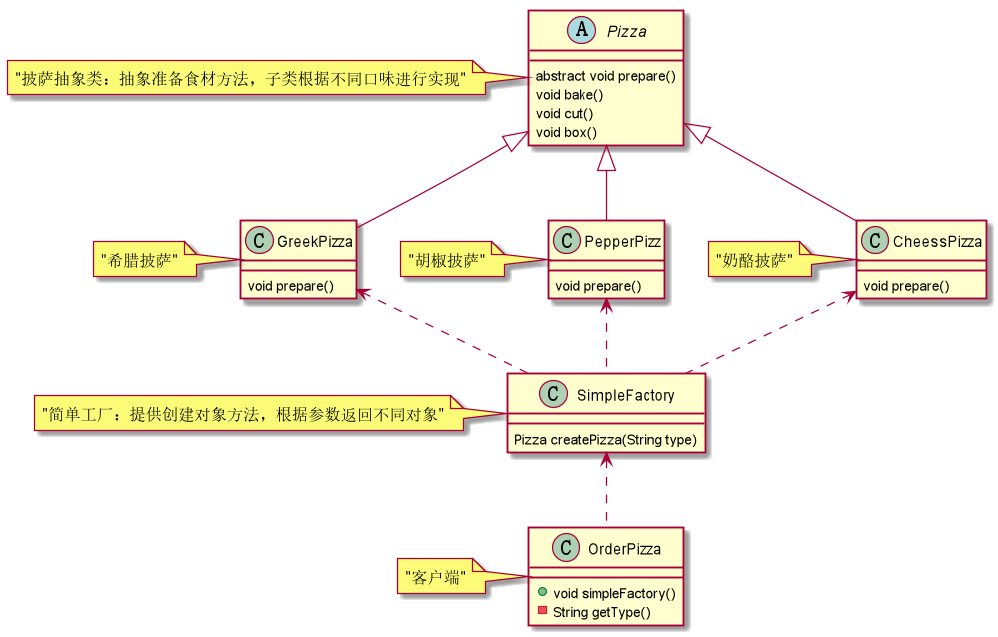 A Pizza
"披萨抽象类：抽象准备食材方法，子类根据不同口味进行实现"
abstract void prepare()
void bake()
void cut()
void box()
"希腊披萨"
C GreekPizza
void prepare()
"胡椒披萨"
C PepperPizz
void prepare()
"奶酪披萨"
C CheessPizza
void prepare()
"简单工厂：提供创建对象方法，根据参数返回不同对象"
C SimpleFactory
Pizza createPizza(String type)
"客户端"
C OrderPizza
void simpleFactory()
String getType()